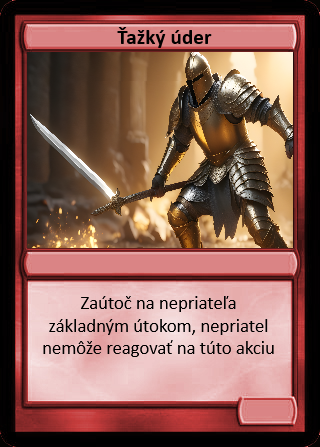 Ťažký úder
Zaútoč na nepriateľa
základným útokom, nepriatel
nemôže reagovať na túto akciu